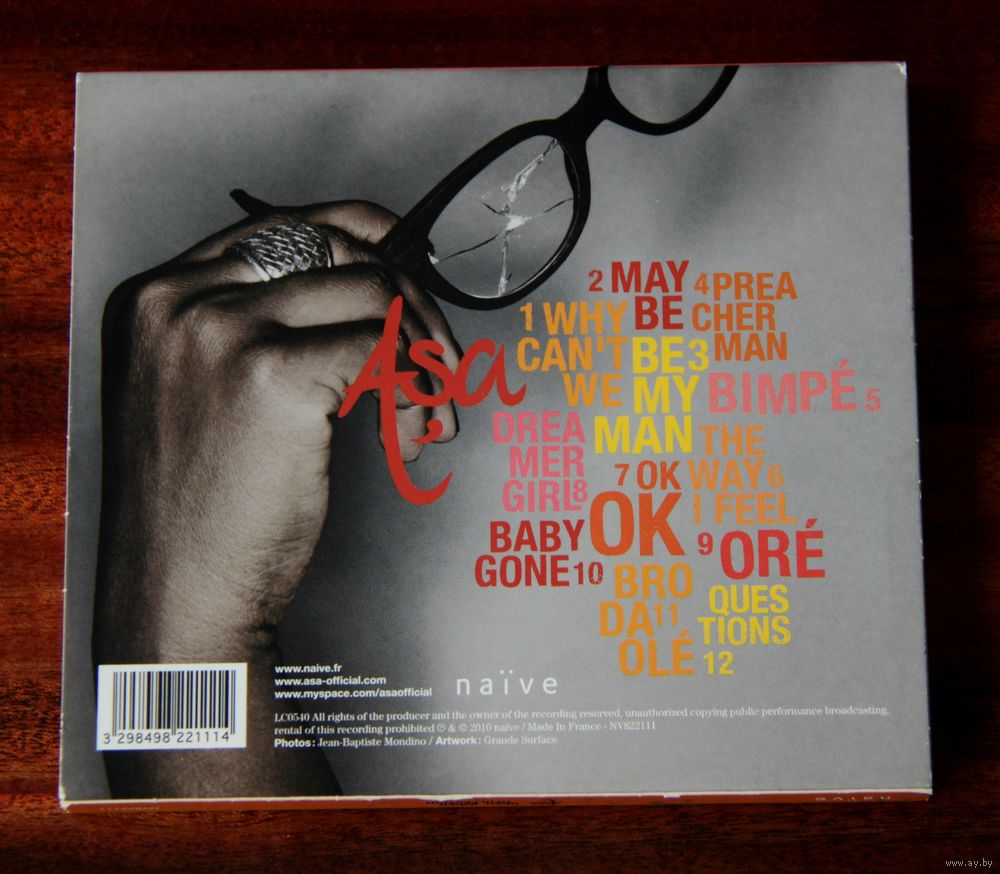 Aṣa
2 MAY
BE
4 PREA
CHER
MAN
1 WHY
CAN'T
WE
BE 3
MY
MAN
BIMPÉ 5
DREA
MER
GIRL 8
THE
WAY 6
I FEEL
7 OK
OK
BABY
GONE 10
9 ORÉ
BRO
DA 11
OLÉ
QUES
TIONS
12
www.naive.fr
www.asa-official.com
www.myspace.com/asaofficial
naïve
LC0540 All rights of the producer and the owner of the recording reserved, unauthorized copying public performance broadcasting,
rental of this recording prohibited ℗ & © 2010 naïve / Made In France - NV822111
Photos : Jean-Baptiste Mondino / Artwork : Grande Surface
3 298498 221114
www.ay.by